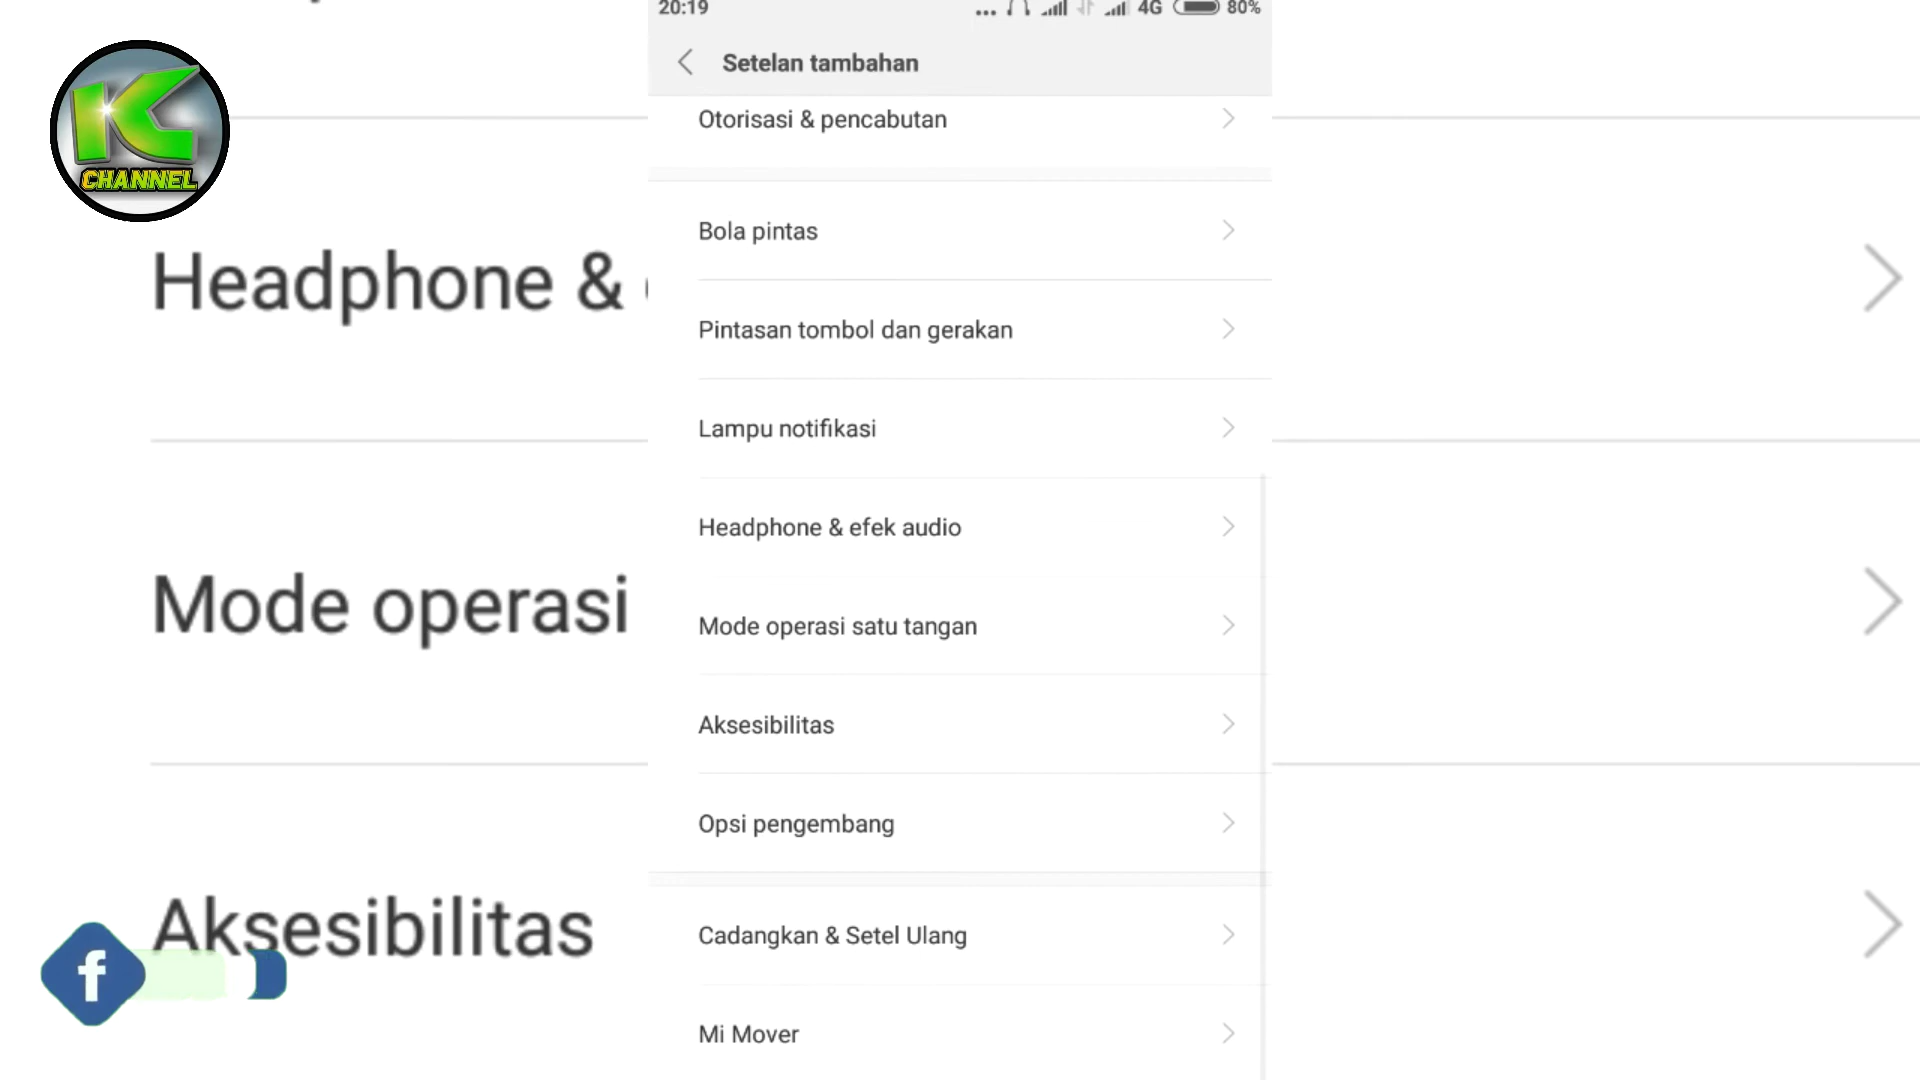 20:19 ... 4G 80%
Setelan tambahan
Otorisasi & pencabutan
Bola pintas
Pintasan tombol dan gerakan
Lampu notifikasi
Headphone & efek audio
Mode operasi satu tangan
Aksesibilitas
Opsi pengembang
Cadangkan & Setel Ulang
Mi Mover
K
CHANNEL
Headphone &
Mode operasi
Aksesibilitas
f